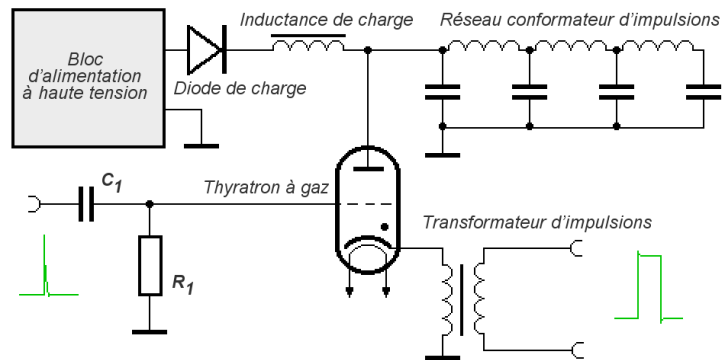 Inductance de charge
Réseau conformateur d'impulsions
Bloc
d'alimentation
à haute tension
Diode de charge
C1
Thyratron à gaz
Transformateur d'impulsions
R1